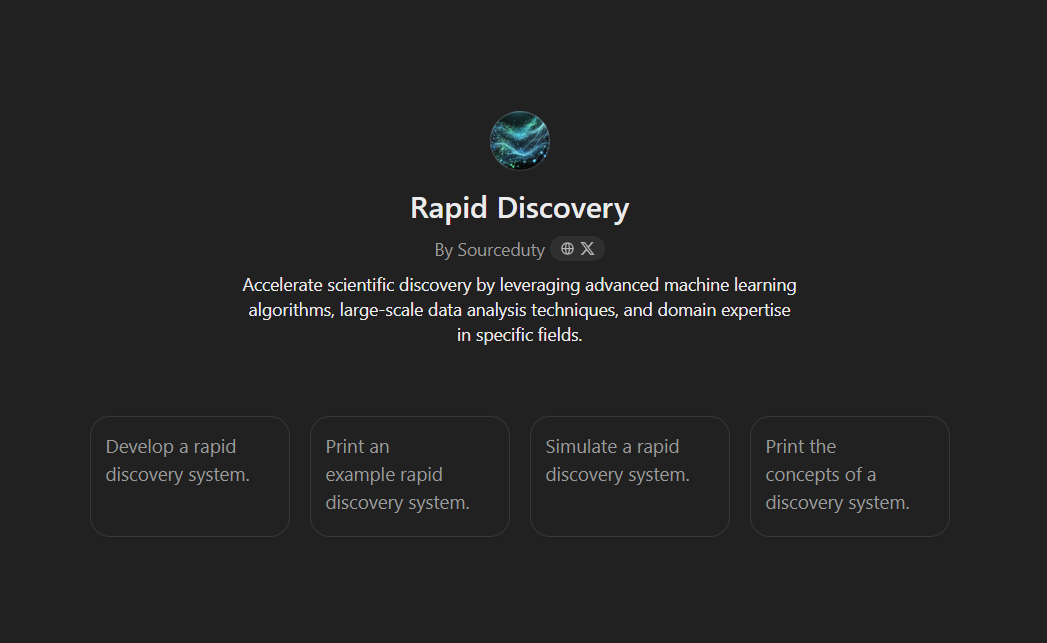 Rapid Discovery
By Sourceduty
Accelerate scientific discovery by leveraging advanced machine learning
algorithms, large-scale data analysis techniques, and domain expertise
in specific fields.
Develop a rapid
discovery system.
Print an
example rapid
discovery system.
Simulate a rapid
discovery system.
Print the
concepts of a
discovery system.